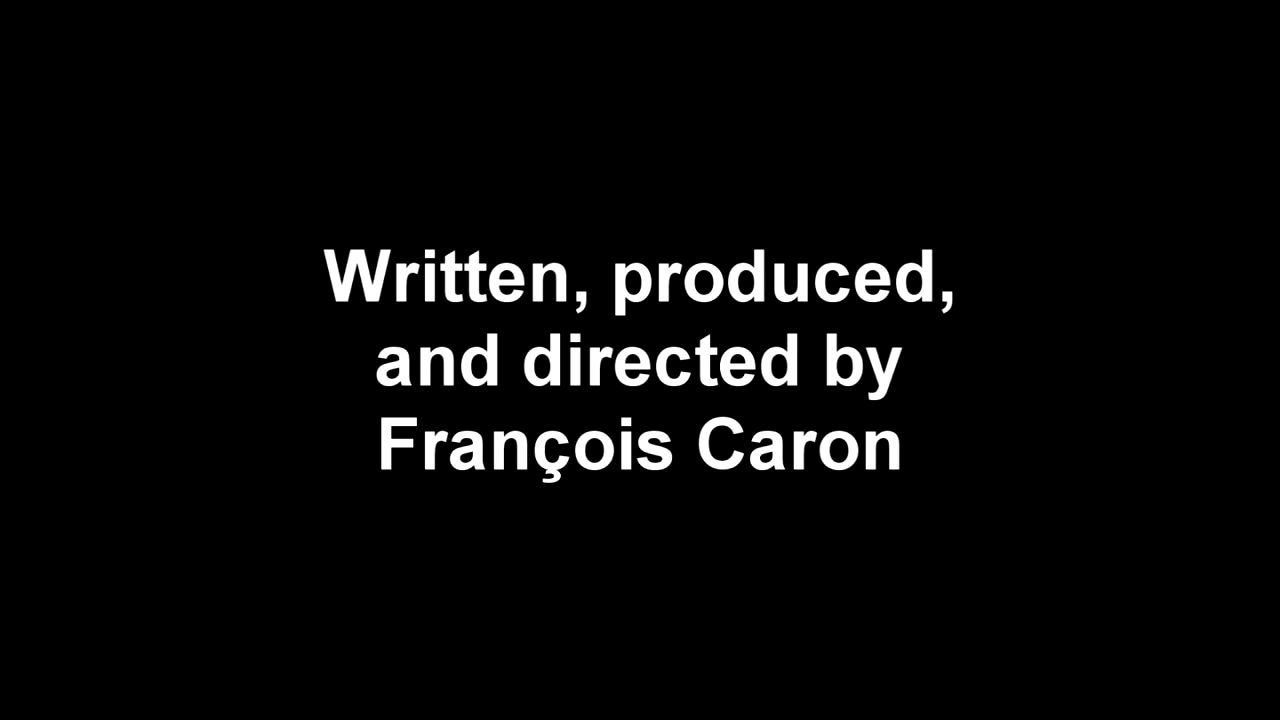 Written, produced,
and directed by
François Caron